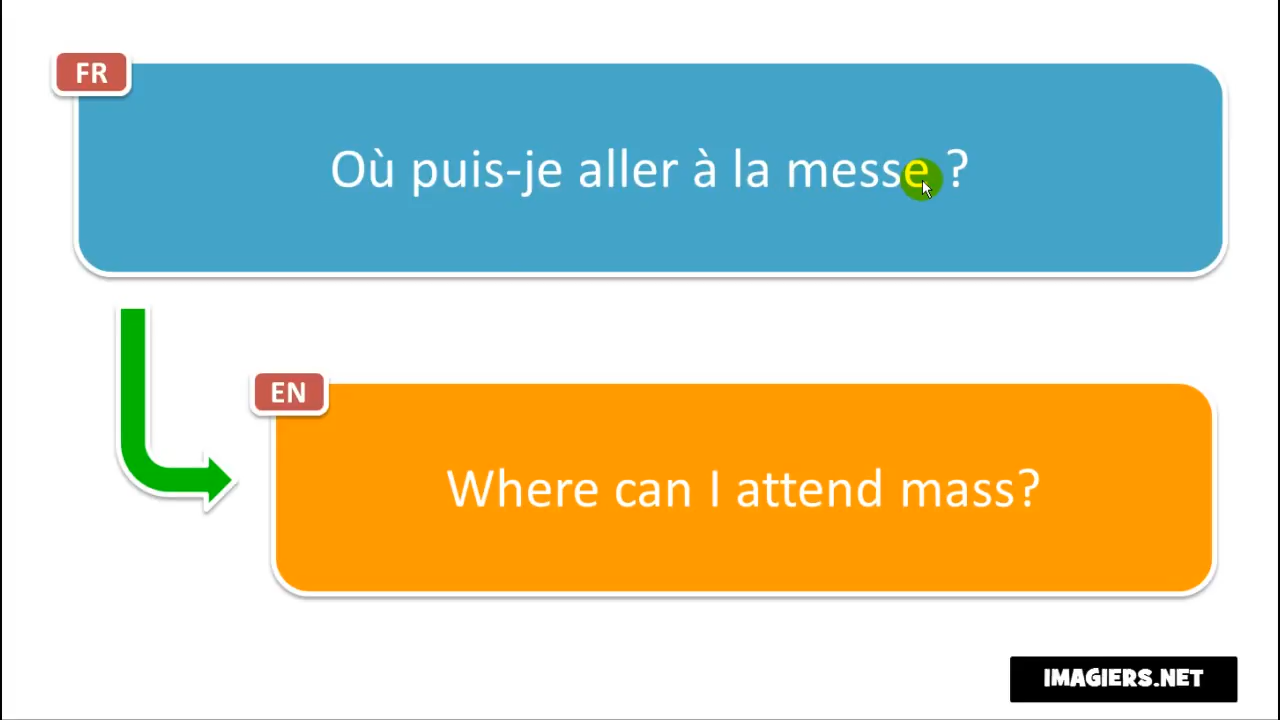 FR
Où puis-je aller à la messe ?
EN
Where can I attend mass?
IMAGIERS.NET